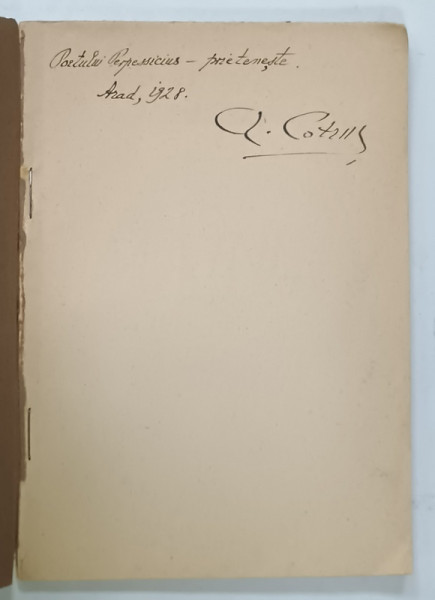 Poetului Perpessicius – prietenește.
Arad, 1928.
A. Cotruș